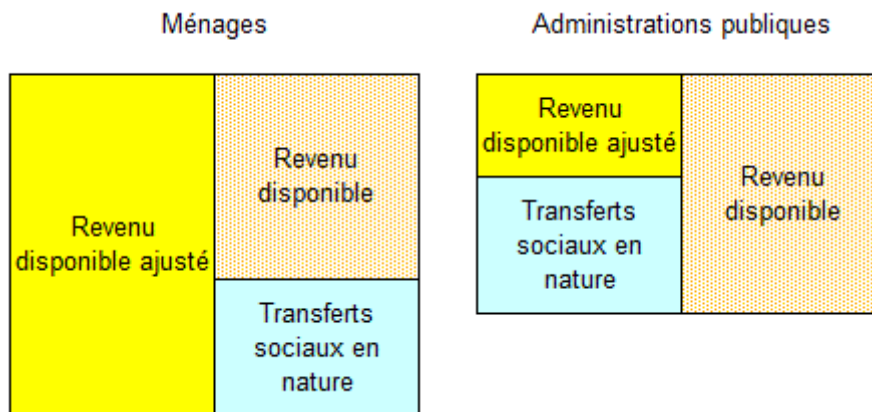 Ménages
Administrations publiques
Revenu
disponible ajusté
Revenu
disponible
Transferts
sociaux en
nature
Revenu
disponible ajusté
Transferts
sociaux en
nature
Revenu
disponible